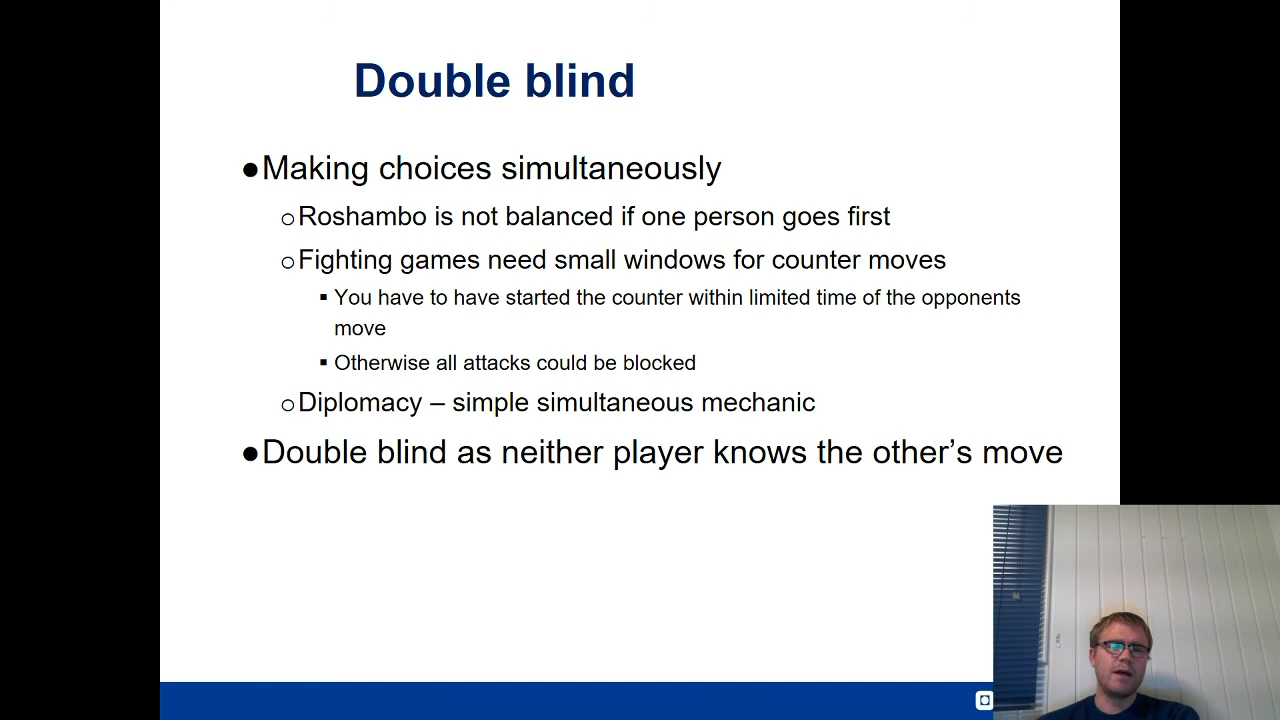 Double blind
●Making choices simultaneously
○Roshambo is not balanced if one person goes first
○Fighting games need small windows for counter moves
▪ You have to have started the counter within limited time of the opponents
move
▪ Otherwise all attacks could be blocked
○Diplomacy – simple simultaneous mechanic
●Double blind as neither player knows the other’s move